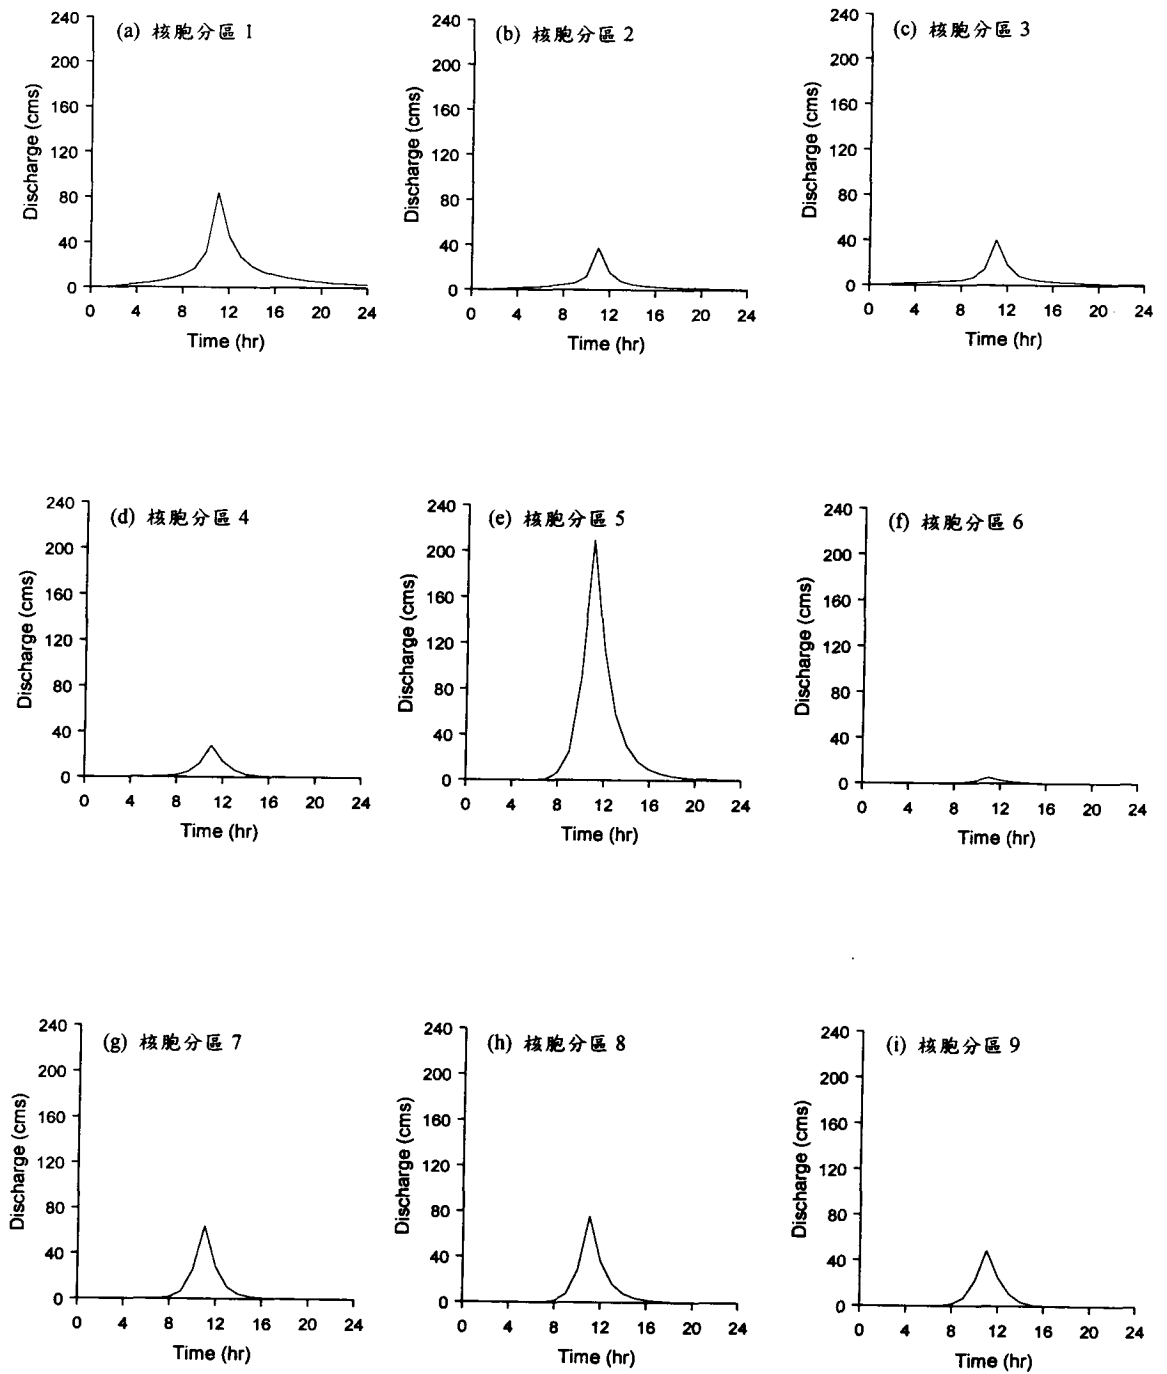 (a) 核胞分區 1
240
200
160
120
80
40
0
Discharge (cms)
0 4 8 12 16 20 24
Time (hr)
(b) 核胞分區 2
240
200
160
120
80
40
0
Discharge (cms)
0 4 8 12 16 20 24
Time (hr)
(c) 核胞分區 3
240
200
160
120
80
40
0
Discharge (cms)
0 4 8 12 16 20 24
Time (hr)
(d) 核胞分區 4
240
200
160
120
80
40
0
Discharge (cms)
0 4 8 12 16 20 24
Time (hr)
(e) 核胞分區 5
240
200
160
120
80
40
0
Discharge (cms)
0 4 8 12 16 20 24
Time (hr)
(f) 核胞分區 6
240
200
160
120
80
40
0
Discharge (cms)
0 4 8 12 16 20 24
Time (hr)
(g) 核胞分區 7
240
200
160
120
80
40
0
Discharge (cms)
0 4 8 12 16 20 24
Time (hr)
(h) 核胞分區 8
240
200
160
120
80
40
0
Discharge (cms)
0 4 8 12 16 20 24
Time (hr)
(i) 核胞分區 9
240
200
160
120
80
40
0
Discharge (cms)
0 4 8 12 16 20 24
Time (hr)